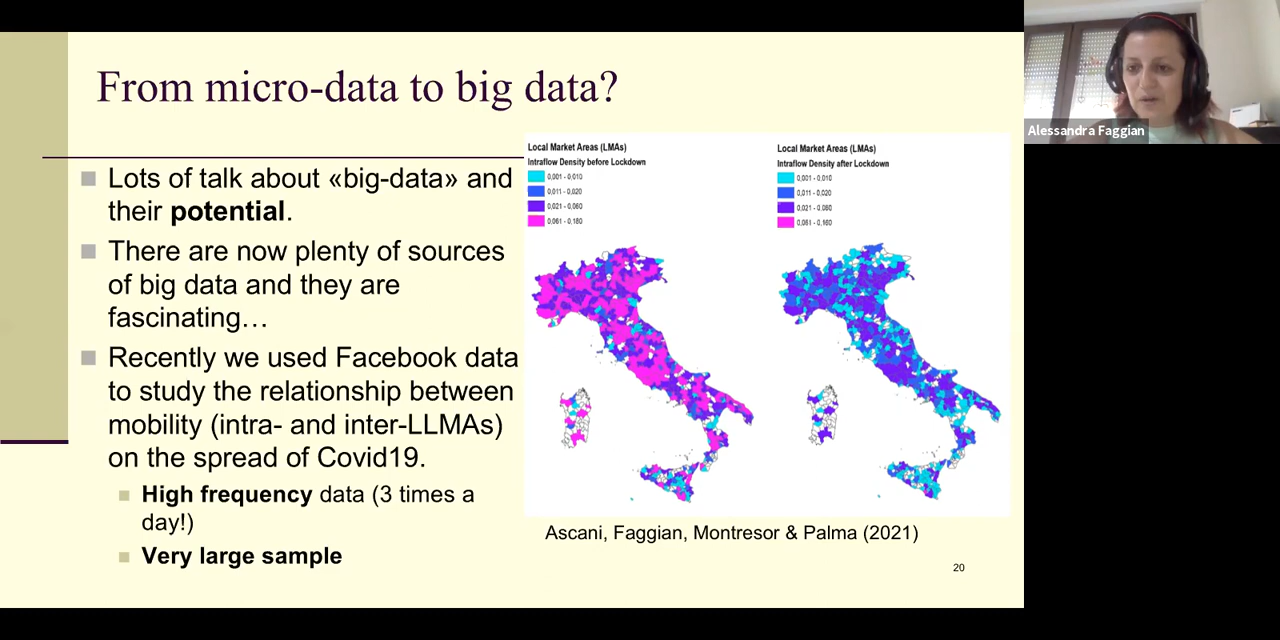 From micro-data to big data?
Lots of talk about «big-data» and
their potential.
There are now plenty of sources
of big data and they are
fascinating…
Recently we used Facebook data
to study the relationship between
mobility (intra- and inter-LLMAs)
on the spread of Covid19.
High frequency data (3 times a
day!)
Very large sample
Local Market Areas (LMAs)
Intraflow Density before Lockdown
0,001 - 0,010
0,011 - 0,020
0,021 - 0,060
0,061 - 0,160
Local Market Areas (LMAs)
Intraflow Density after Lockdown
0,001 - 0,010
0,011 - 0,020
0,021 - 0,060
0,061 - 0,160
Ascani, Faggian, Montresor & Palma (2021)
20
Alessandra Faggian